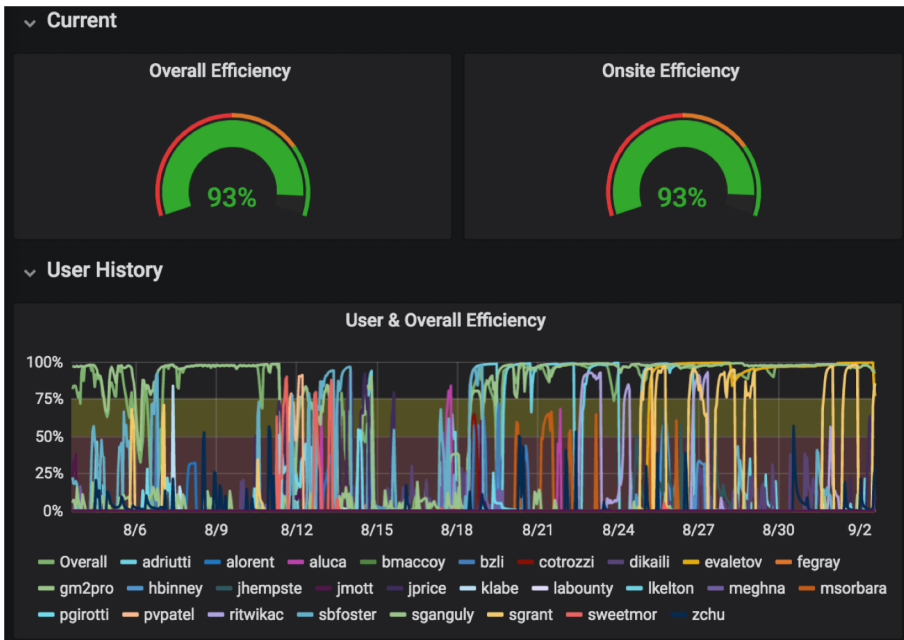 Current
Overall Efficiency Onsite Efficiency
93% 93%
User History
User & Overall Efficiency
100%
75%
50%
25%
0%
8/6 8/9 8/12 8/15 8/18 8/21 8/24 8/27 8/30 9/2
Overall adriutti alorent aluca bmaccoy bzli cotrozzi dikaili evaletov fegray
gm2pro hbinney jhempste jmott jprice klabe labounty lkelton meghna msorbara
pgirotti pvpatel ritwikac sbfoster sganguly sgrant sweetmor zchu